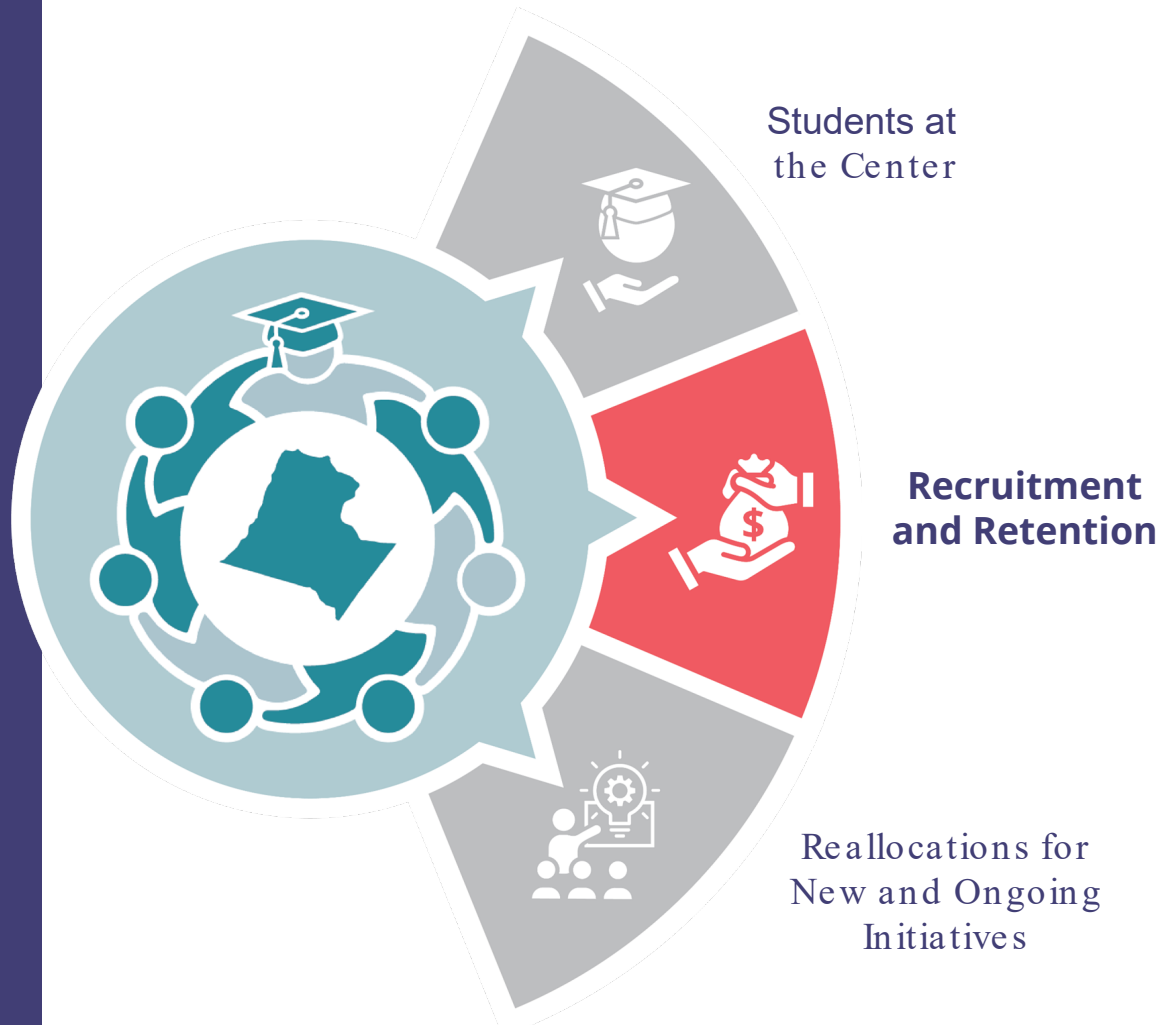 Students at
the Center
$
Recruitment
and Retention
Reallocations for
New and Ongoing
Initiatives